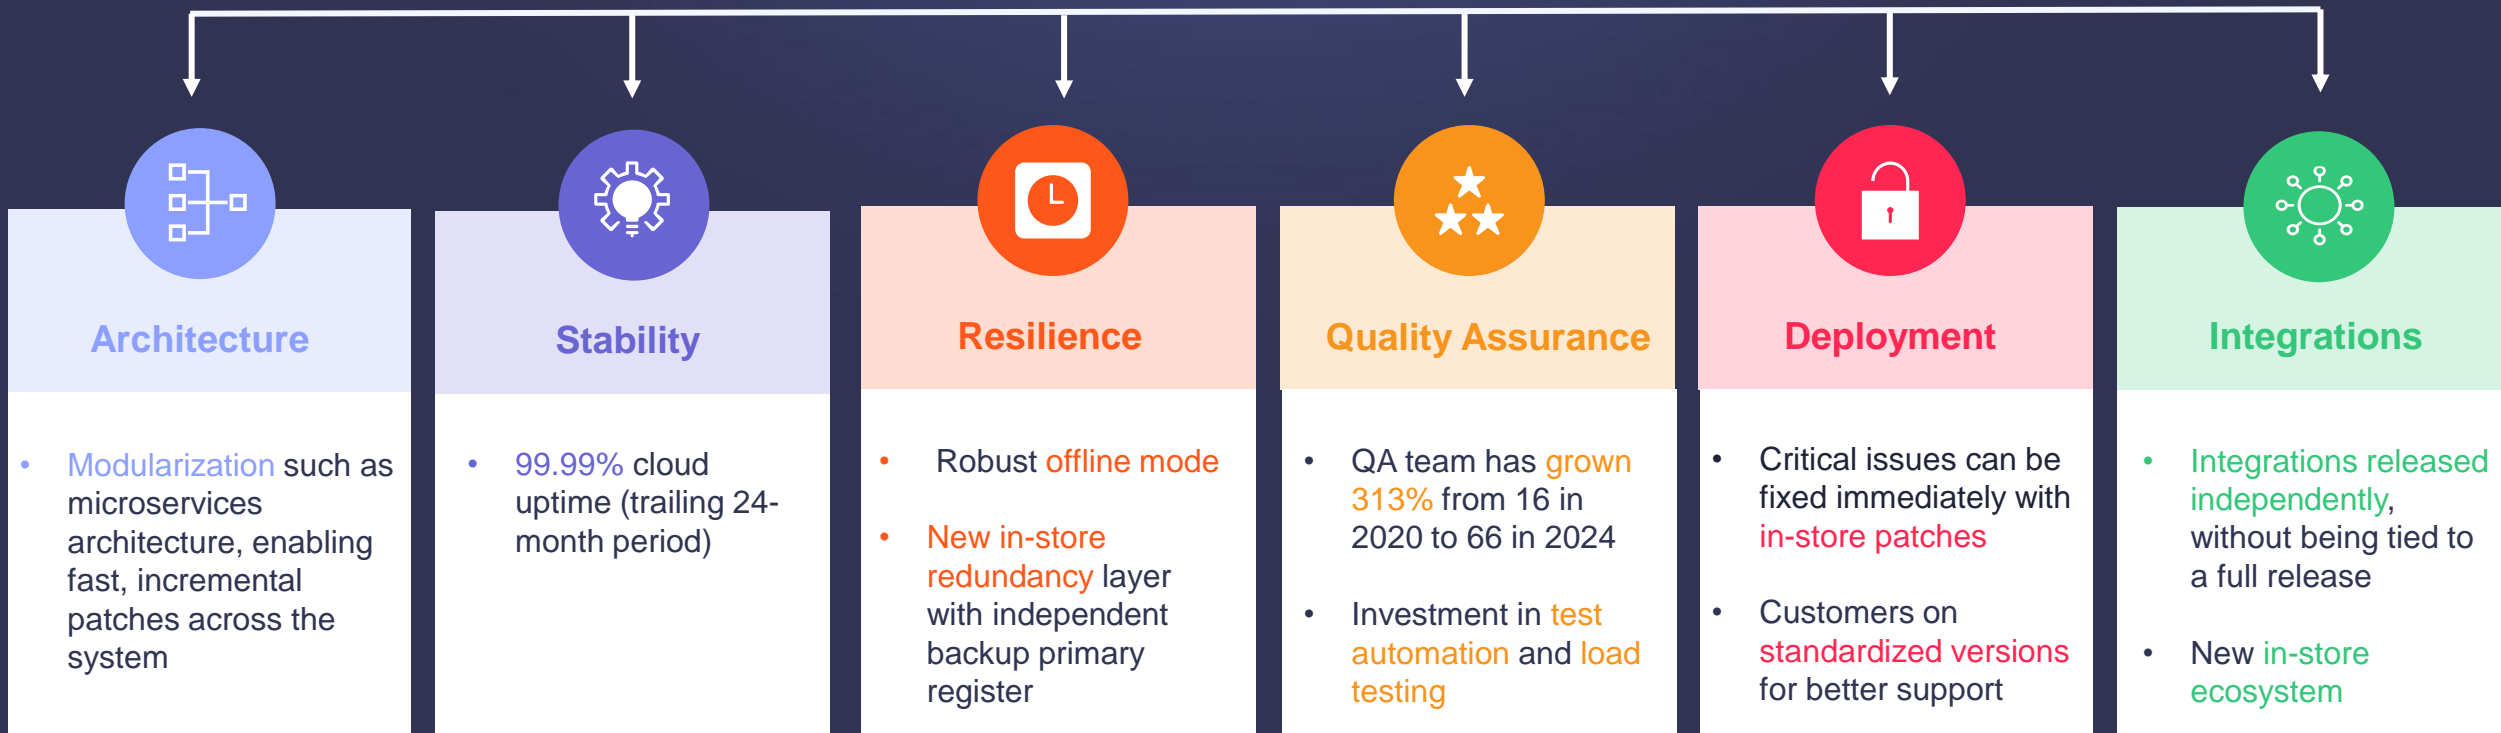 Architecture
• Modularization such as
microservices
architecture, enabling
fast, incremental
patches across the
system
Stability
• 99.99% cloud
uptime (trailing 24-
month period)
Resilience
• Robust offline mode
• New in-store
redundancy layer
with independent
backup primary
register
Quality Assurance
• QA team has grown
313% from 16 in
2020 to 66 in 2024
• Investment in test
automation and load
testing
Deployment
• Critical issues can be
fixed immediately with
in-store patches
• Customers on
standardized versions
for better support
Integrations
• Integrations released
independently,
without being tied to
a full release
• New in-store
ecosystem